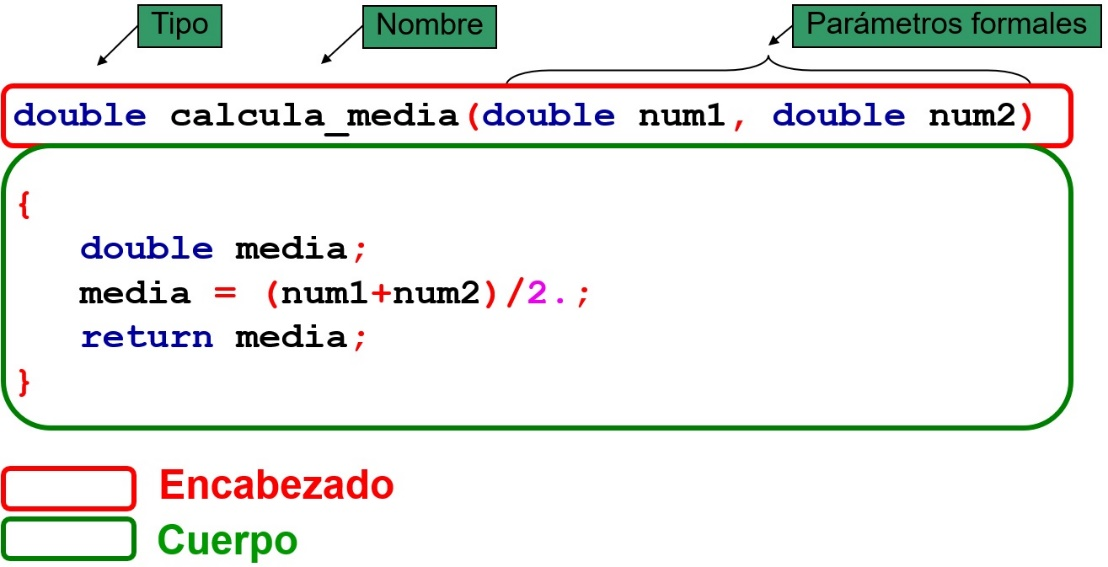 Tipo
Nombre
Parámetros formales
double calcula_media(double num1, double num2)
{
double media;
media = (num1+num2)/2.;
return media;
}
Encabezado
Cuerpo